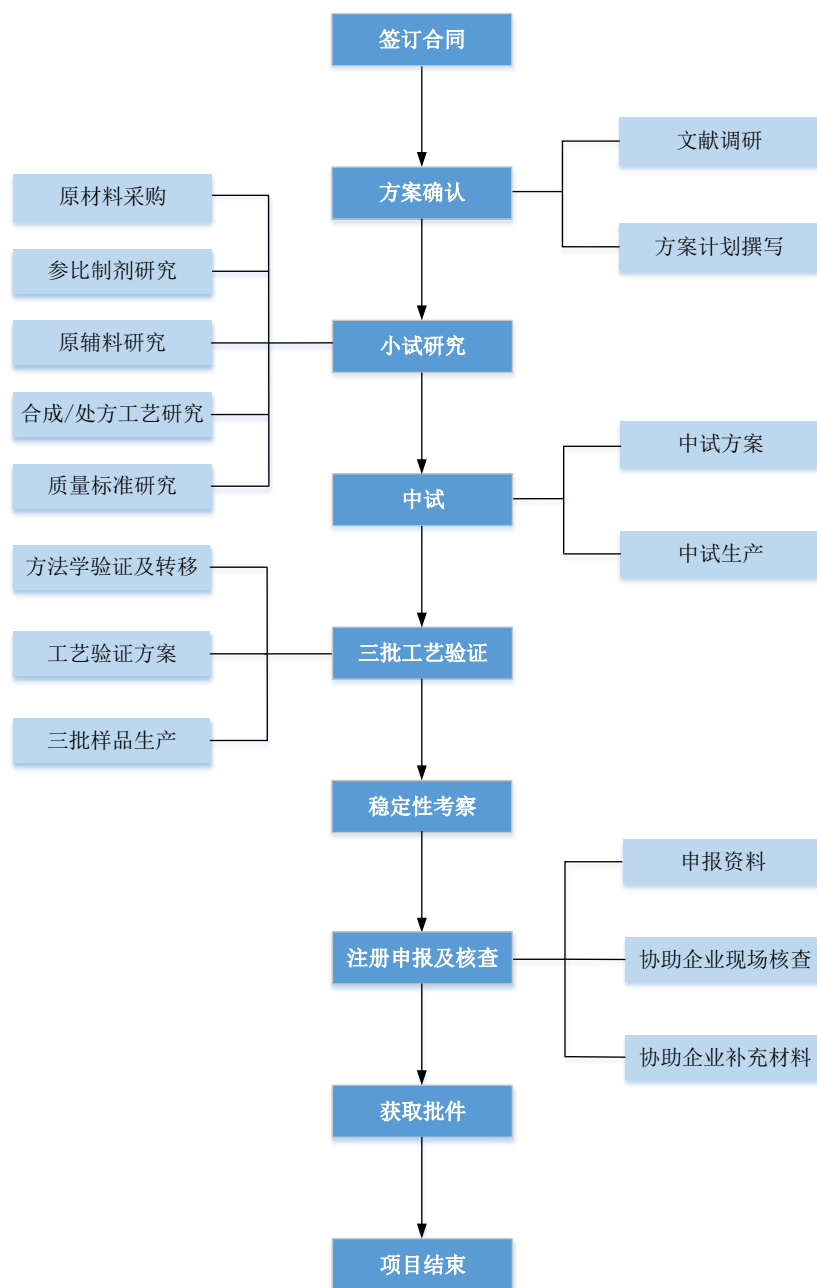 签订合同
文献调研
方案确认
方案计划撰写
原材料采购
参比制剂研究
小试研究
原辅料研究
合成/处方工艺研究
质量标准研究
中试方案
中试
中试生产
方法学验证及转移
三批工艺验证
工艺验证方案
三批样品生产
稳定性考察
申报资料
注册申报及核查
协助企业现场核查
协助企业补充材料
获取批件
项目结束